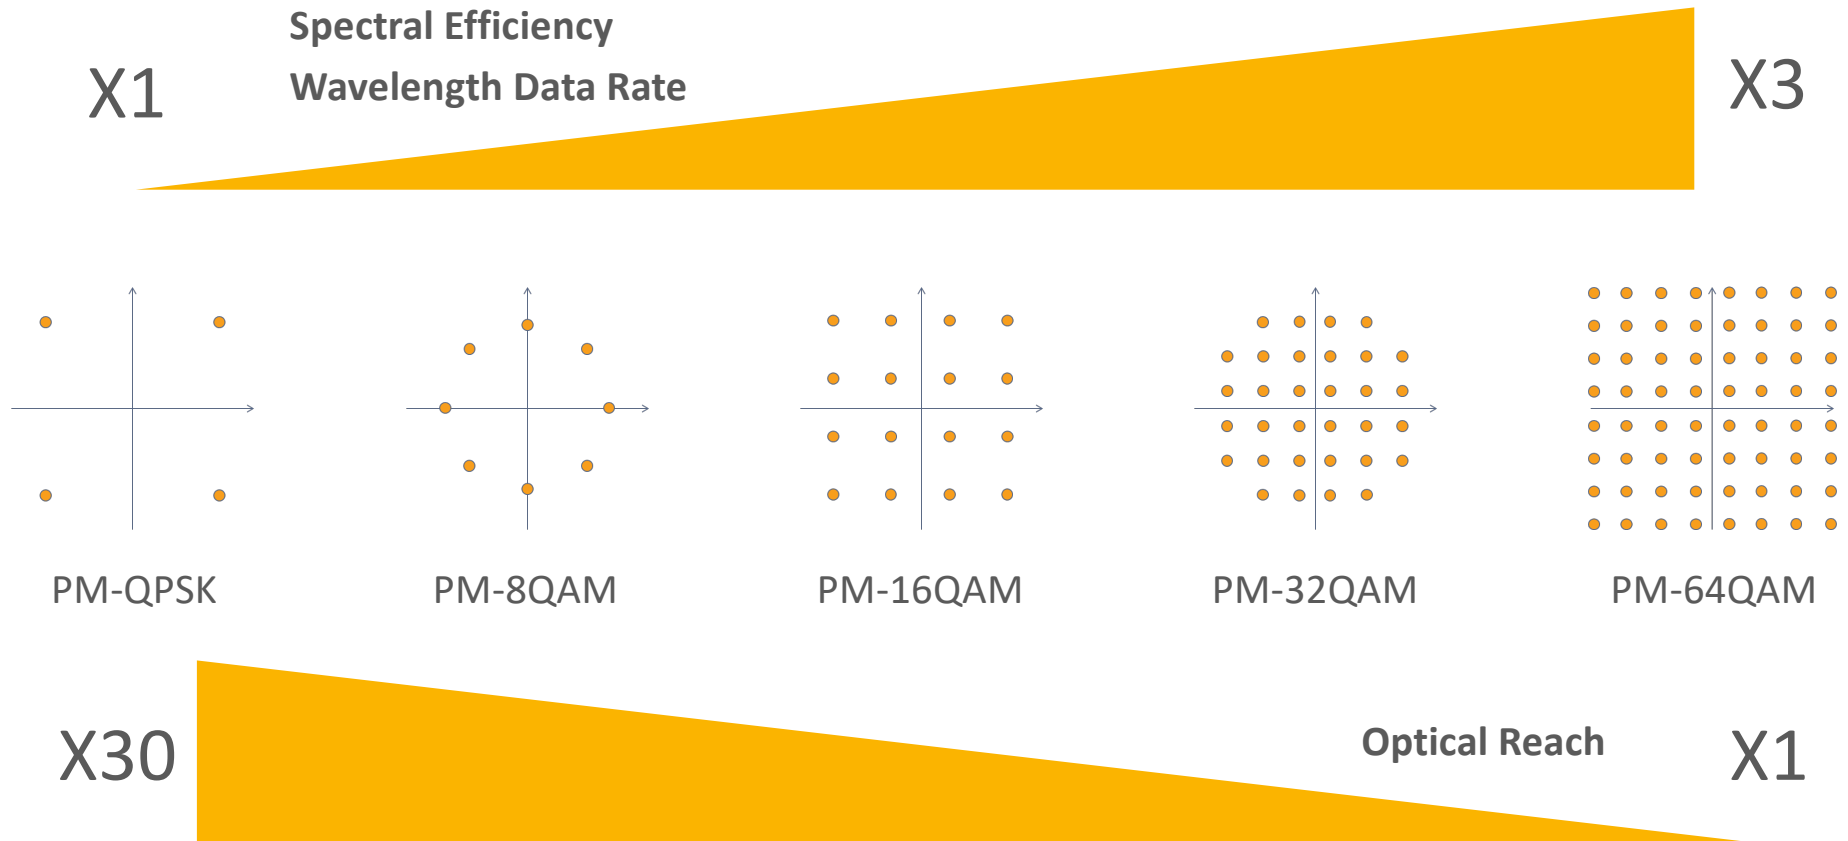 Spectral Efficiency
Wavelength Data Rate
X1
X3
PM-QPSK
PM-8QAM
PM-16QAM
PM-32QAM
PM-64QAM
X30
Optical Reach
X1